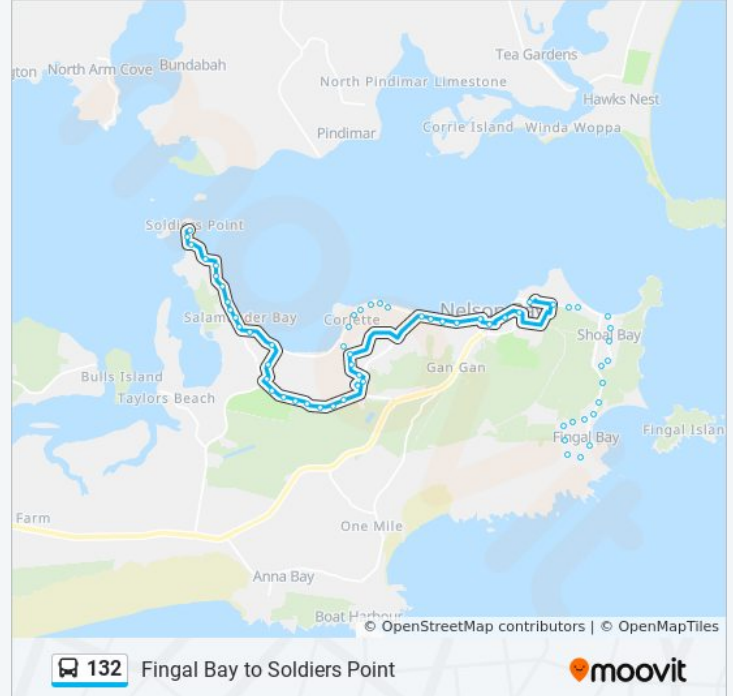 gton
North Arm Cove
Bundabah
Tea Gardens
North Pindimar
Limestone
Hawks Nest
Pindimar
Corrie Island
Winda Woppa
Soldiers Point
Salamander Bay
Corlette
Nelson
Shoal Bay
Bulls Island
Gan Gan
Taylors Beach
Fingal Bay
Fingal Islan
Farm
One Mile
Anna Bay
Boat Harbour
© OpenStreetMap contributors | © OpenMapTiles
132 Fingal Bay to Soldiers Point
moovit